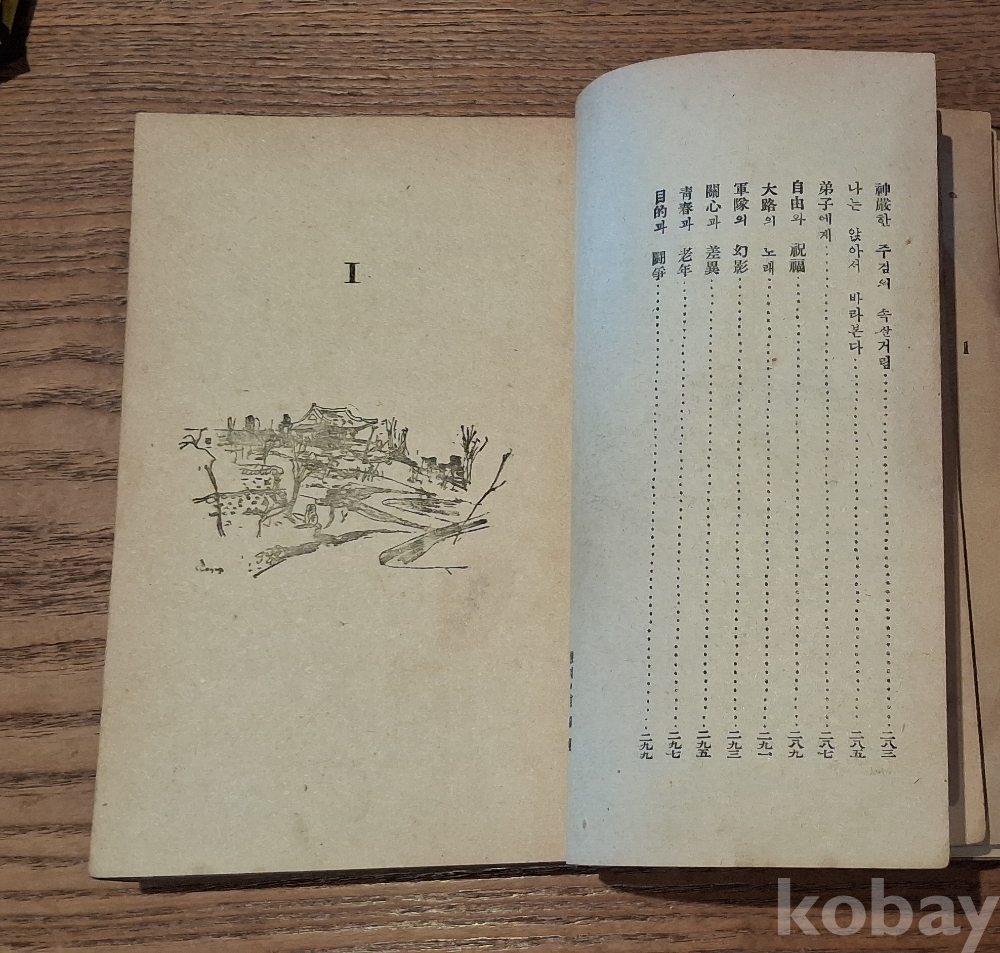 神嚴한 주검의 속산거림 二八三
나는 앉아서 바라본다 二八五
弟子에게 二八七
自由와 祝福 二八九
大路의 노래 二九一
軍隊의 幻影 二九三
關心과 差異 二九五
靑春과 老年 二九七
目的과 鬪爭 二九九
I
1
kobay